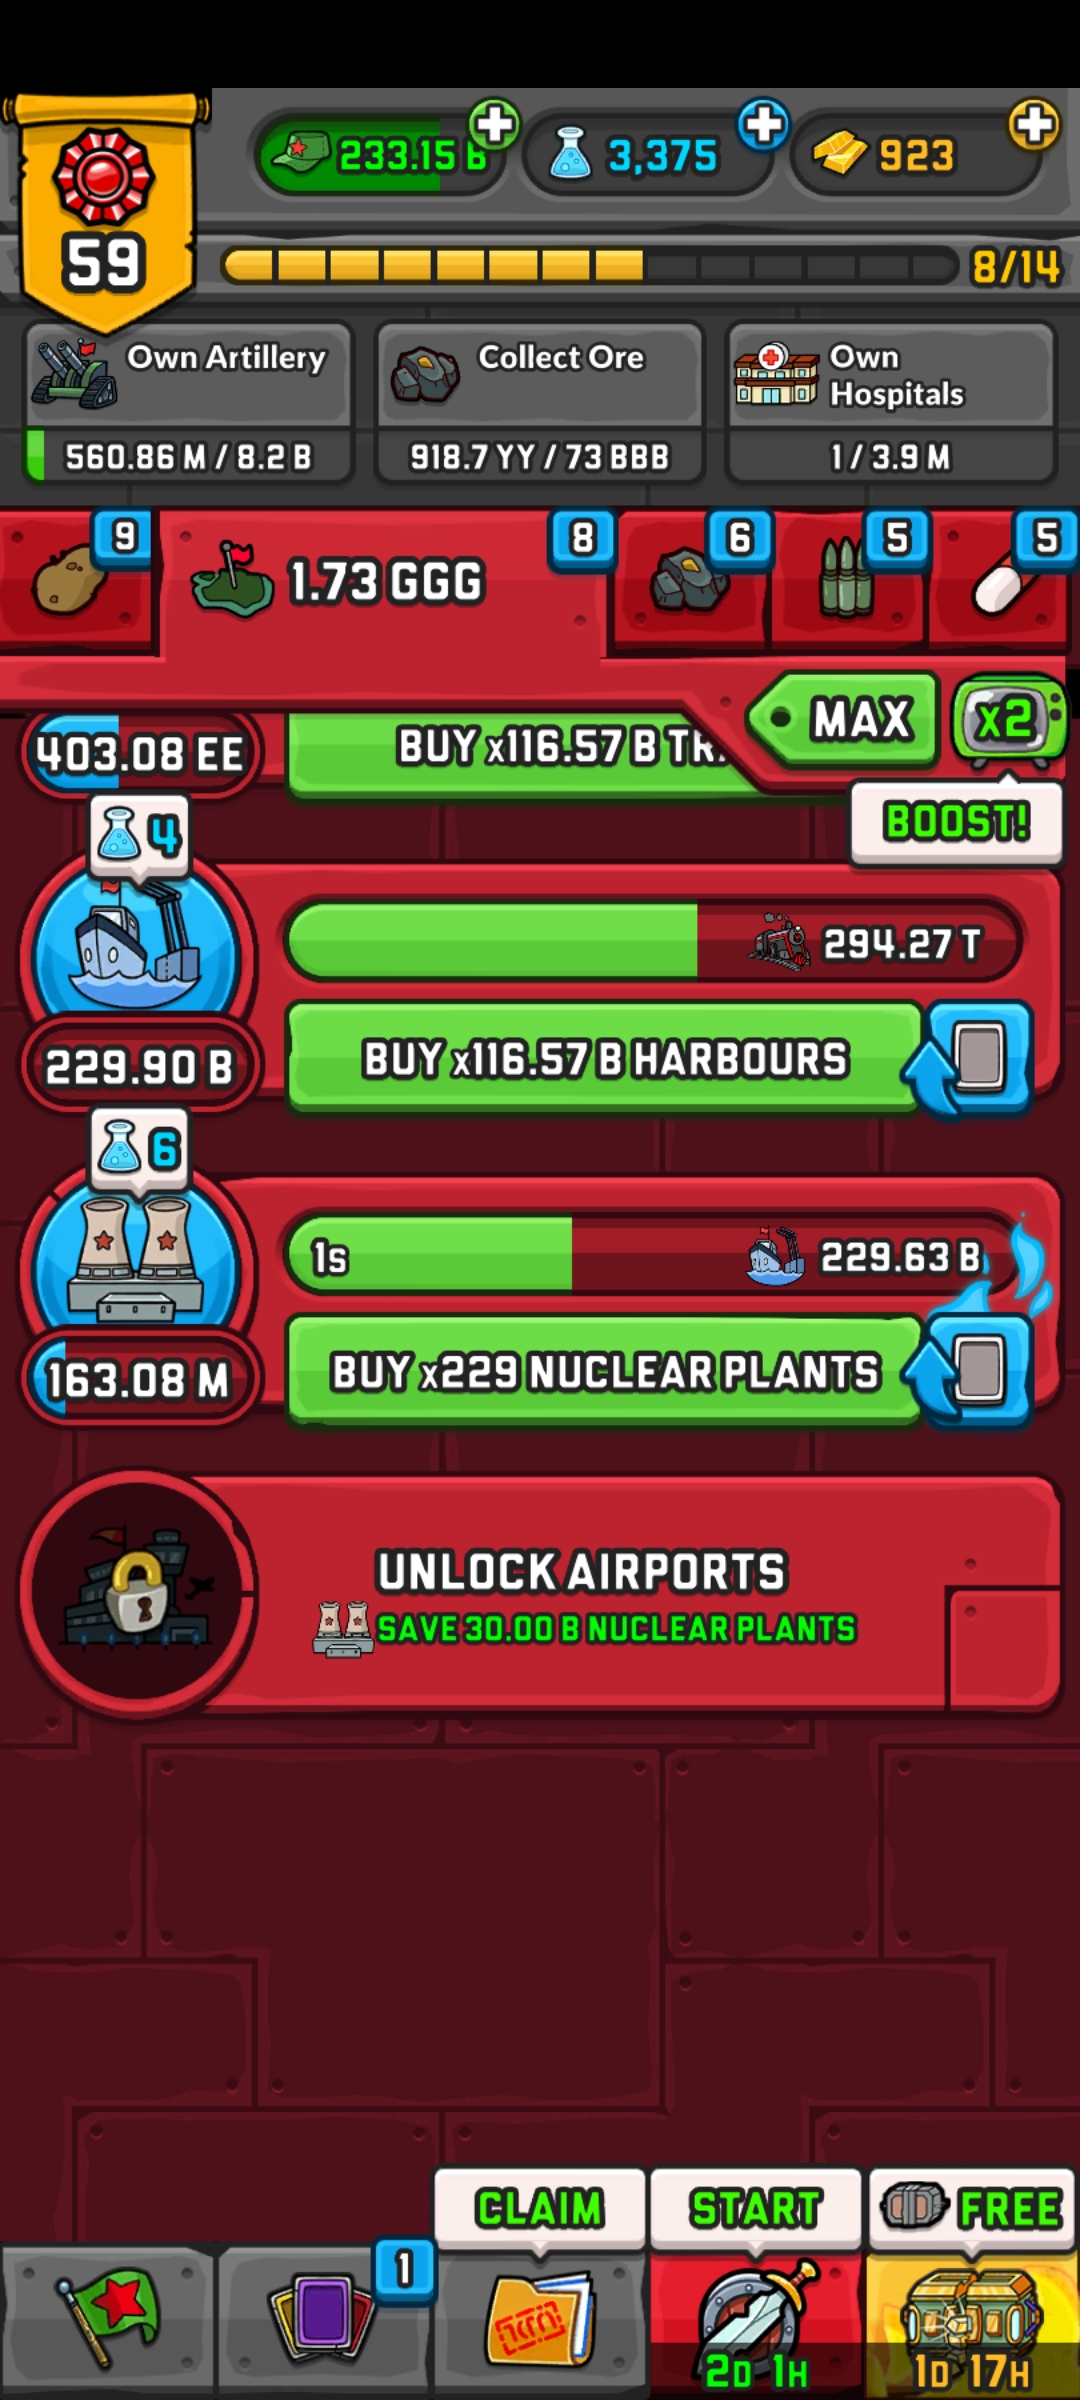 233.15 B
3,375
923
59
8/14
Own Artillery
560.86 M / 8.2 B
Collect Ore
918.7 YY / 73 BBB
Own
Hospitals
1 / 3.9 M
9
1.73 GGG
8
6
5
5
MAX
x2
BOOST!
403.08 EE
BUY x116.57 B
4
294.27 T
229.90 B
BUY x116.57 B HARBOURS
6
1s
229.63 B
163.08 M
BUY x229 NUCLEAR PLANTS
UNLOCK AIRPORTS
SAVE 30.00 B NUCLEAR PLANTS
CLAIM
START
FREE
1
2D 1H
1D 17H